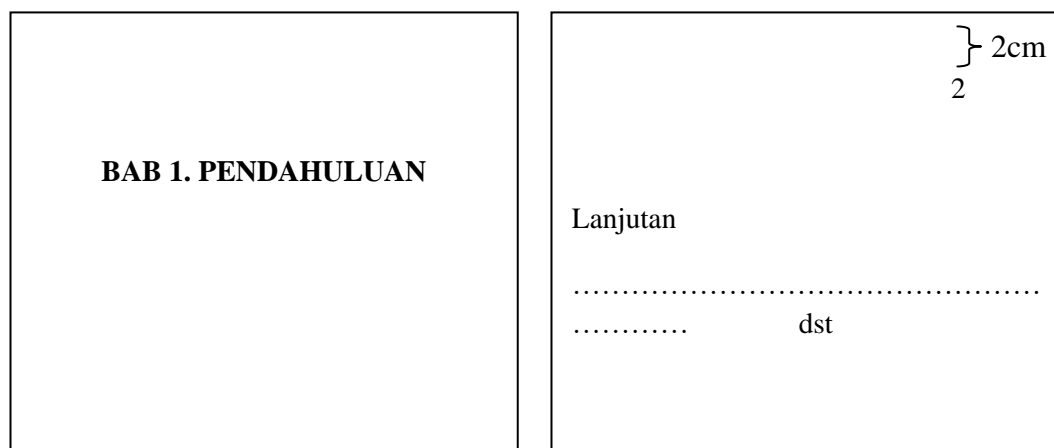 BAB 1. PENDAHULUAN
2cm
2
Lanjutan
……………………………………………
………… dst